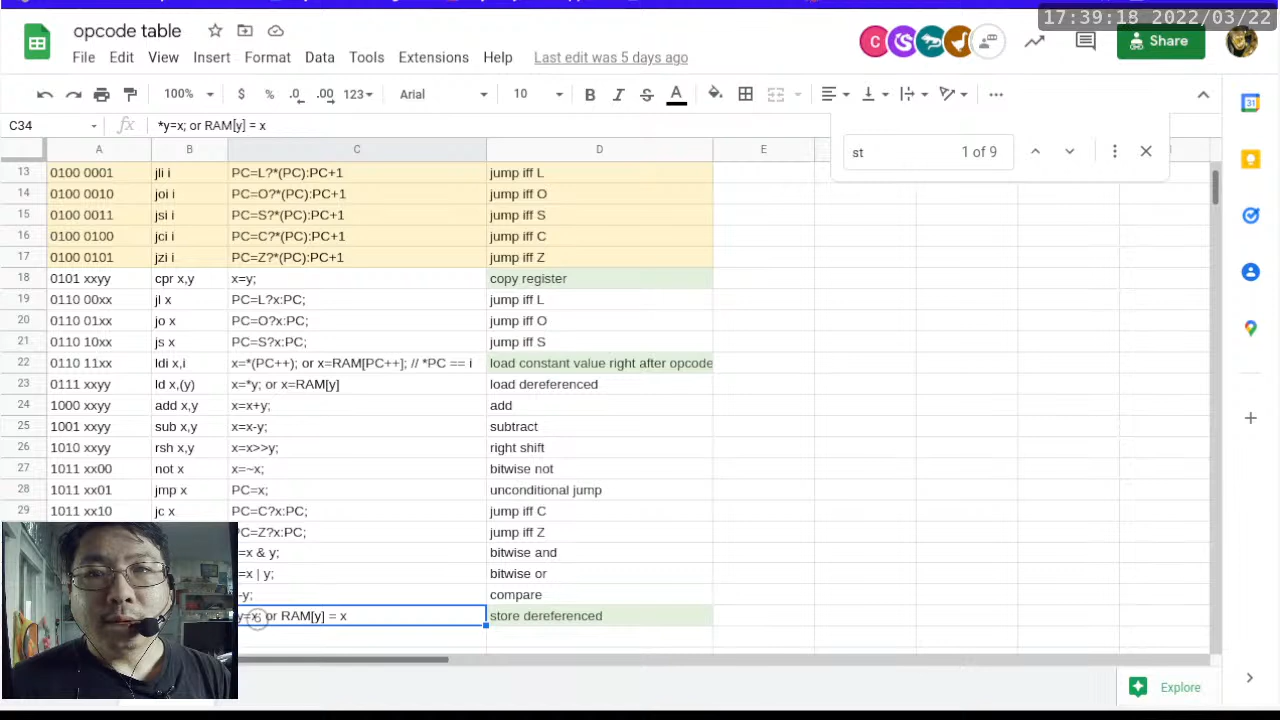 17:39:18 2022/03/22
opcode table
C
Share
File Edit View Insert Format Data Tools Extensions Help Last edit was 5 days ago
100% $ % .0 .00 123 Arial 10 B I S A
C34 fx *y=x; or RAM[y] = x
st 1 of 9
A B C D E
13 0100 0001 jli i PC=L?*(PC):PC+1 jump iff L
14 0100 0010 joi i PC=O?*(PC):PC+1 jump iff O
15 0100 0011 jsi i PC=S?*(PC):PC+1 jump iff S
16 0100 0100 jci i PC=C?*(PC):PC+1 jump iff C
17 0100 0101 jzi i PC=Z?*(PC):PC+1 jump iff Z
18 0101 xxyy cpr x,y x=y; copy register
19 0110 00xx jl x PC=L?x:PC; jump iff L
20 0110 01xx jo x PC=O?x:PC; jump iff O
21 0110 10xx js x PC=S?x:PC; jump iff S
22 0110 11xx ldi x,i x=*(PC++); or x=RAM[PC++]; // *PC == i load constant value right after opcode
23 0111 xxyy ld x,(y) x=*y; or x=RAM[y] load dereferenced
24 1000 xxyy add x,y x=x+y; add
25 1001 xxyy sub x,y x=x-y; subtract
26 1010 xxyy rsh x,y x=x>>y; right shift
27 1011 xx00 not x x=~x; bitwise not
28 1011 xx01 jmp x PC=x; unconditional jump
29 1011 xx10 jc x PC=C?x:PC; jump iff C
PC=Z?x:PC; jump iff Z
=x & y; bitwise and
=x | y; bitwise or
-y; compare
y=x; or RAM[y] = x store dereferenced
Explore